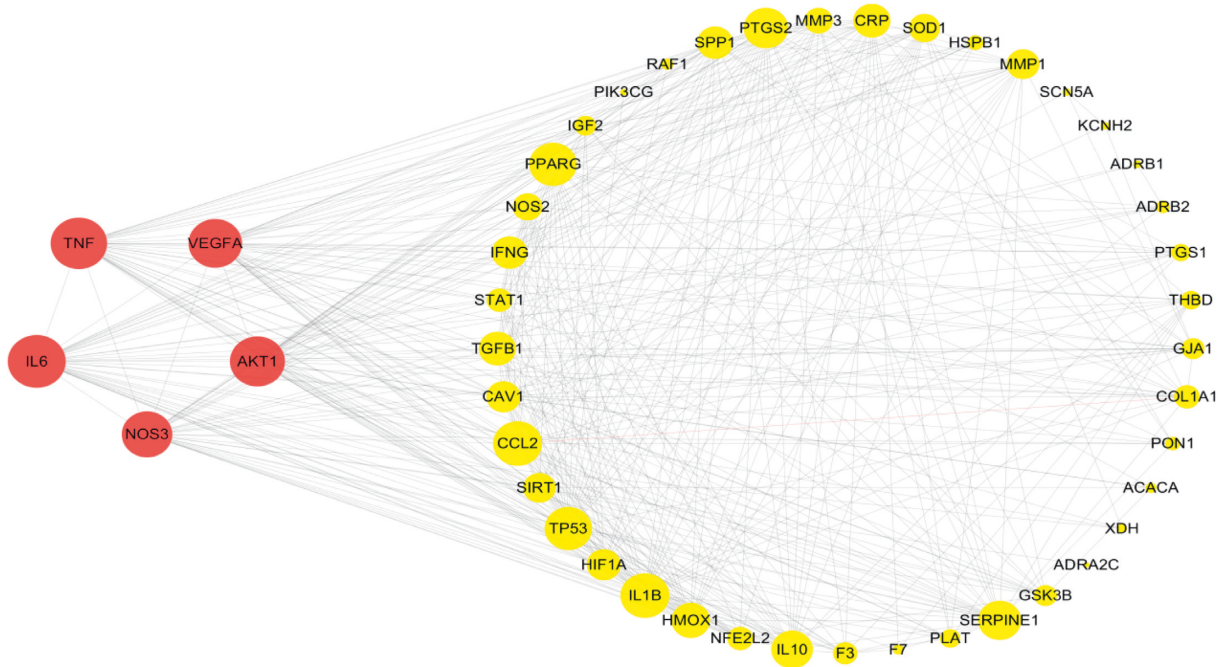 TNF
VEGFA
IL6
AKT1
NOS3
PTGS2
MMP3
CRP
SOD1
HSPB1
SPP1
MMP1
RAF1
SCN5A
PIK3CG
KCNH2
IGF2
ADRB1
PPARG
ADRB2
NOS2
PTGS1
IFNG
THBD
STAT1
GJA1
TGFB1
COL1A1
CAV1
PON1
CCL2
ACACA
SIRT1
XDH
TP53
ADRA2C
HIF1A
GSK3B
IL1B
SERPINE1
HMOX1
NFE2L2
IL10
F3
F7
PLAT